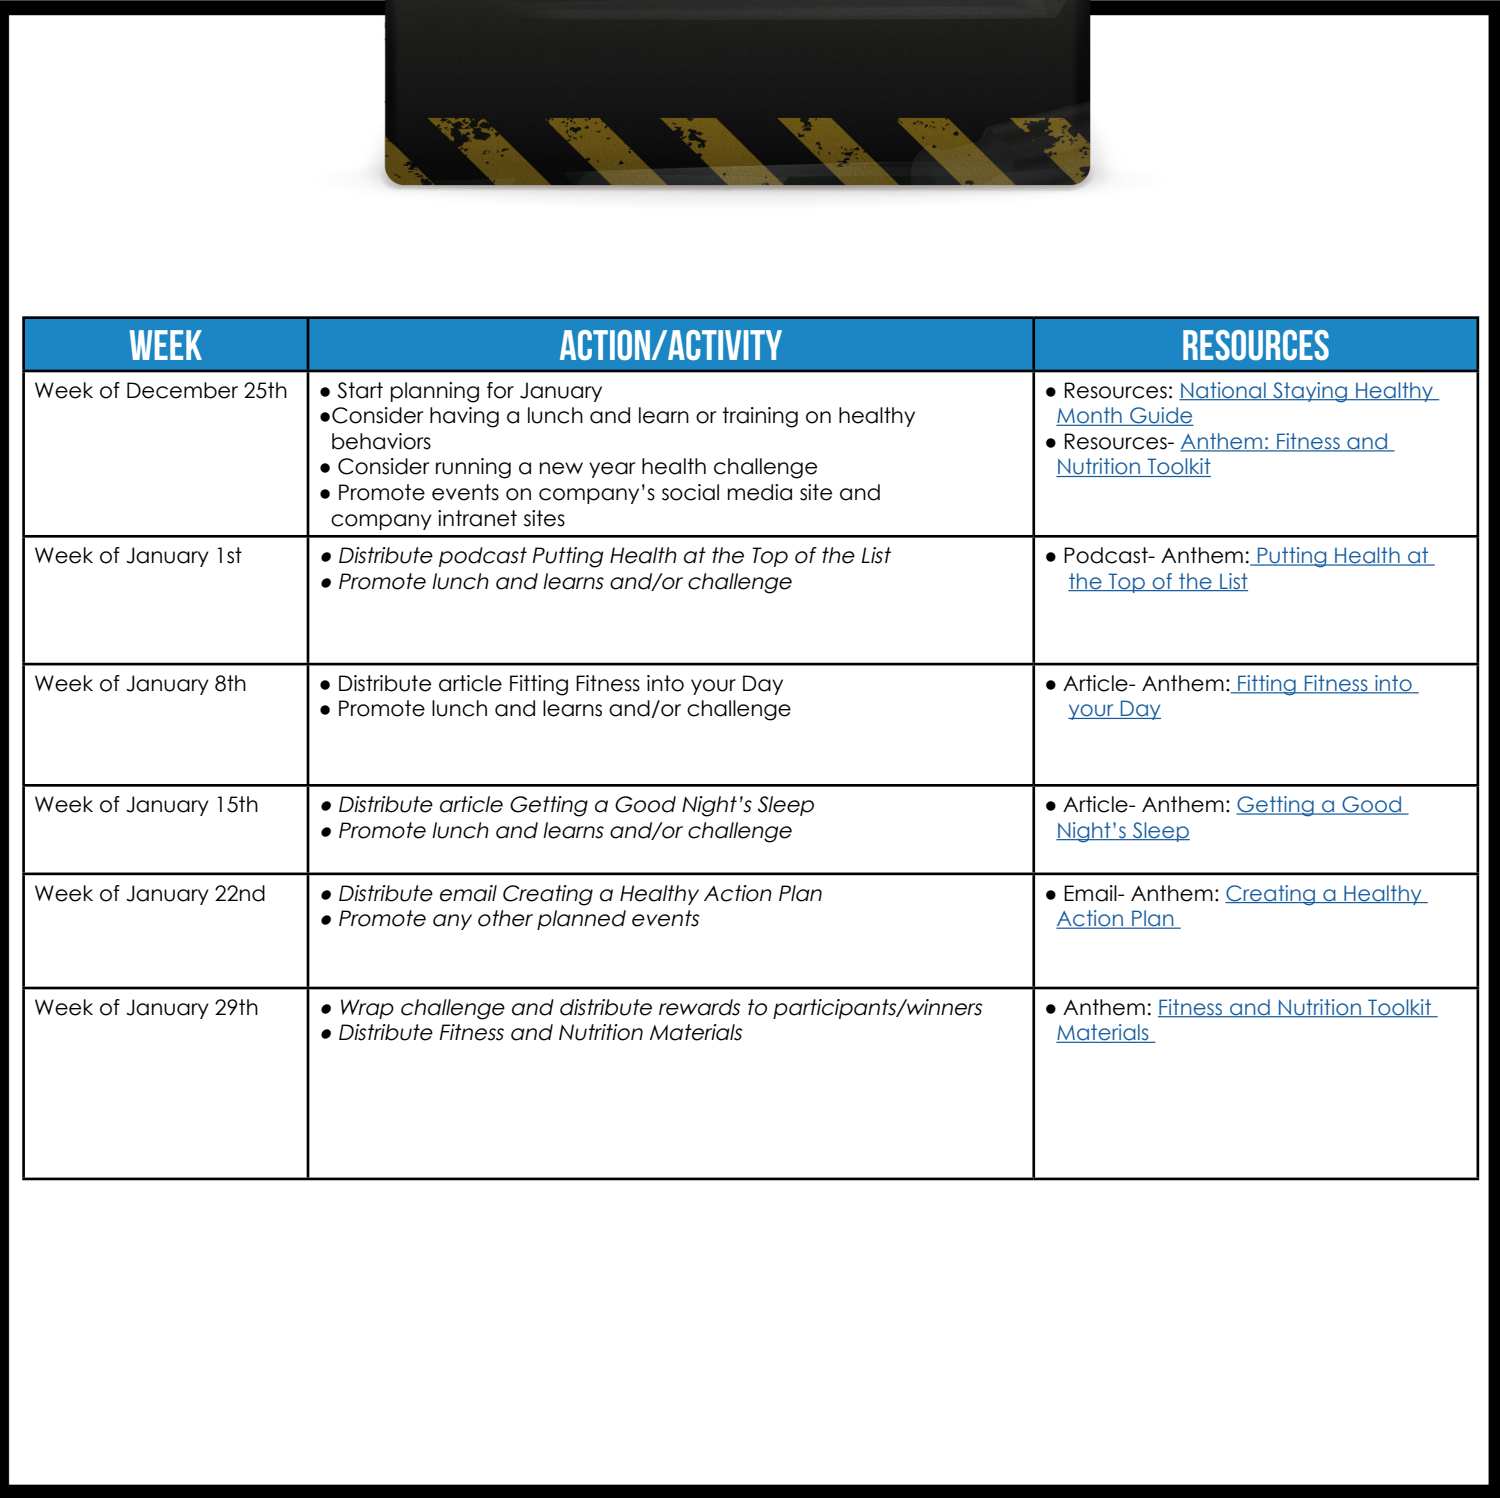 WEEK
ACTION/ACTIVITY
RESOURCES
Week of December 25th
● Start planning for January
●Consider having a lunch and learn or training on healthy
behaviors
● Consider running a new year health challenge
● Promote events on company’s social media site and
company intranet sites
● Resources: National Staying Healthy
Month Guide
● Resources- Anthem: Fitness and
Nutrition Toolkit
Week of January 1st
● Distribute podcast Putting Health at the Top of the List
● Promote lunch and learns and/or challenge
● Podcast- Anthem: Putting Health at
the Top of the List
Week of January 8th
● Distribute article Fitting Fitness into your Day
● Promote lunch and learns and/or challenge
● Article- Anthem: Fitting Fitness into
your Day
Week of January 15th
● Distribute article Getting a Good Night’s Sleep
● Promote lunch and learns and/or challenge
● Article- Anthem: Getting a Good
Night’s Sleep
Week of January 22nd
● Distribute email Creating a Healthy Action Plan
● Promote any other planned events
● Email- Anthem: Creating a Healthy
Action Plan
Week of January 29th
● Wrap challenge and distribute rewards to participants/winners
● Distribute Fitness and Nutrition Materials
● Anthem: Fitness and Nutrition Toolkit
Materials